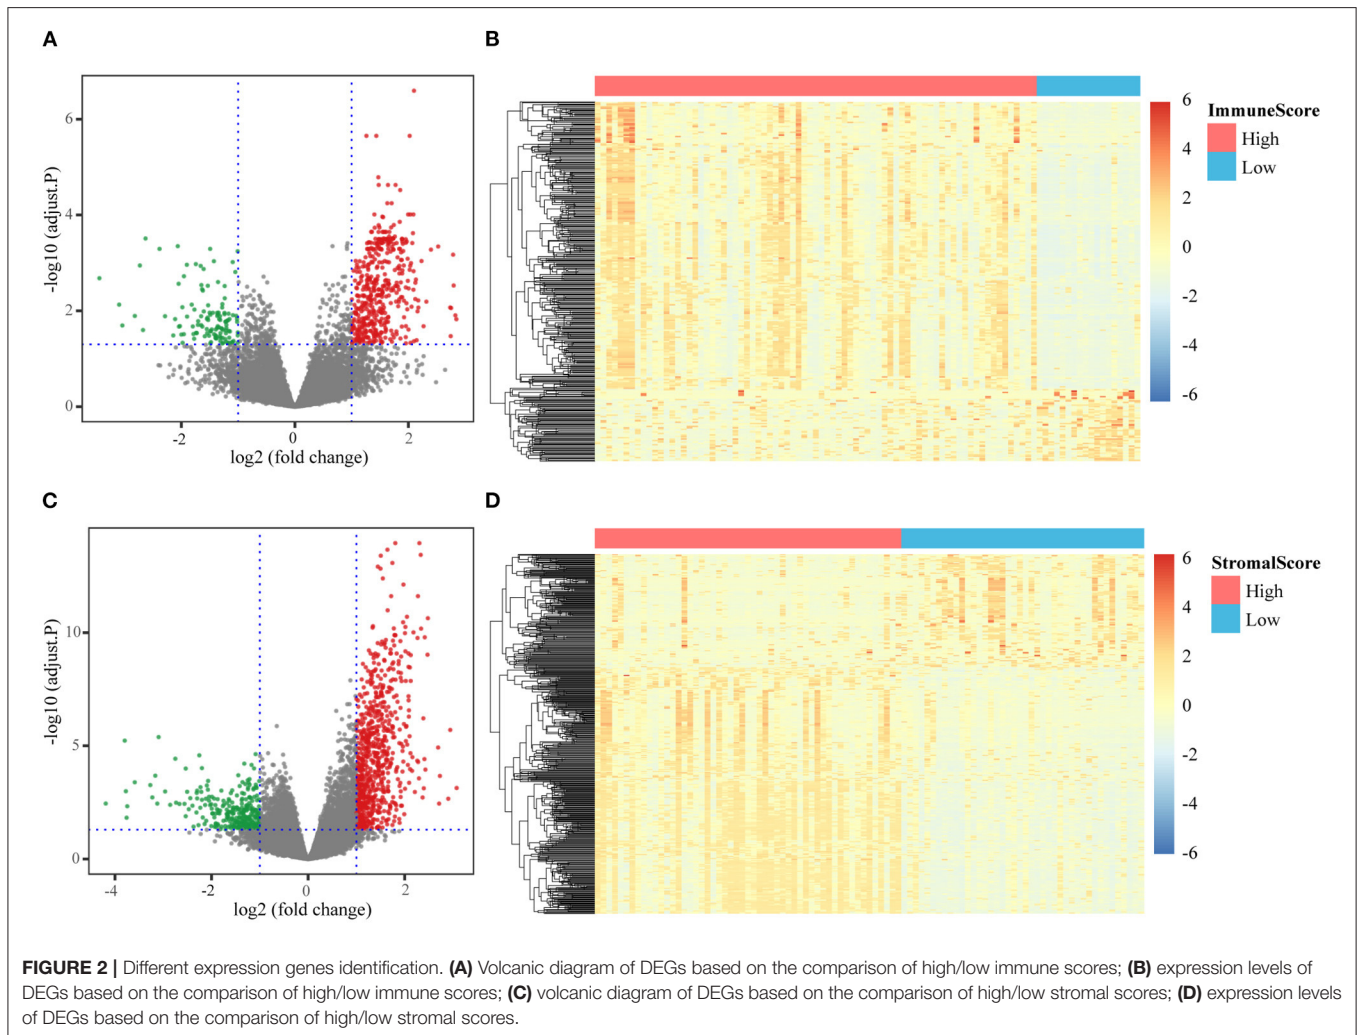 A
6
4
2
0
-log10 (adjust.P)
-2
0
2
log2 (fold change)
B
6
4
2
0
-2
-4
-6
ImmuneScore
High
Low
C
10
5
0
-log10 (adjust.P)
-4
-2
0
2
log2 (fold change)
D
6
4
2
0
-2
-4
-6
StromalScore
High
Low
FIGURE 2 | Different expression genes identification. (A) Volcanic diagram of DEGs based on the comparison of high/low immune scores; (B) expression levels of
DEGs based on the comparison of high/low immune scores; (C) volcanic diagram of DEGs based on the comparison of high/low stromal scores; (D) expression levels
of DEGs based on the comparison of high/low stromal scores.